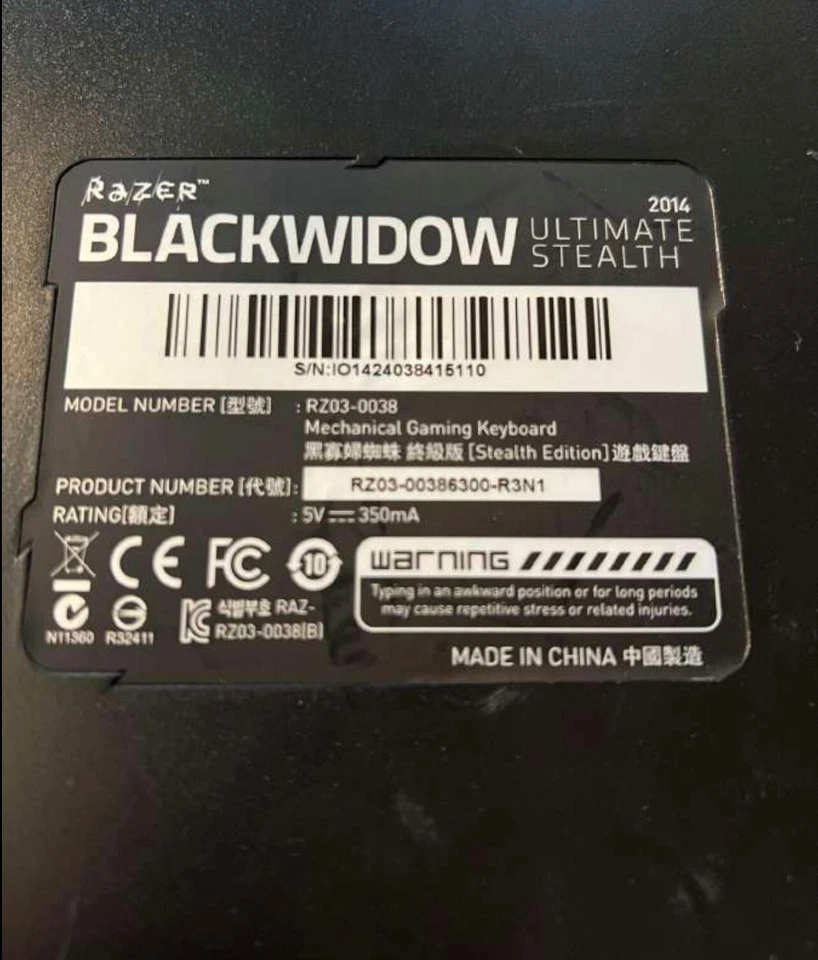 RAZER™
2014
BLACKWIDOW ULTIMATE STEALTH
S/N:IO1424038415110
MODEL NUMBER [型號] : RZ03-0038
Mechanical Gaming Keyboard
黑寡婦蜘蛛 終級版 [Stealth Edition]遊戲鍵盤
PRODUCT NUMBER [代號]: RZ03-00386300-R3N1
RATING[額定] : 5V 350mA
CE FC 10
warning
Typing in an awkward position or for long periods
may cause repetitive stress or related injuries.
N11360 R32411
식별부호 RAZ-
RZ03-0038(B)
MADE IN CHINA 中國製造